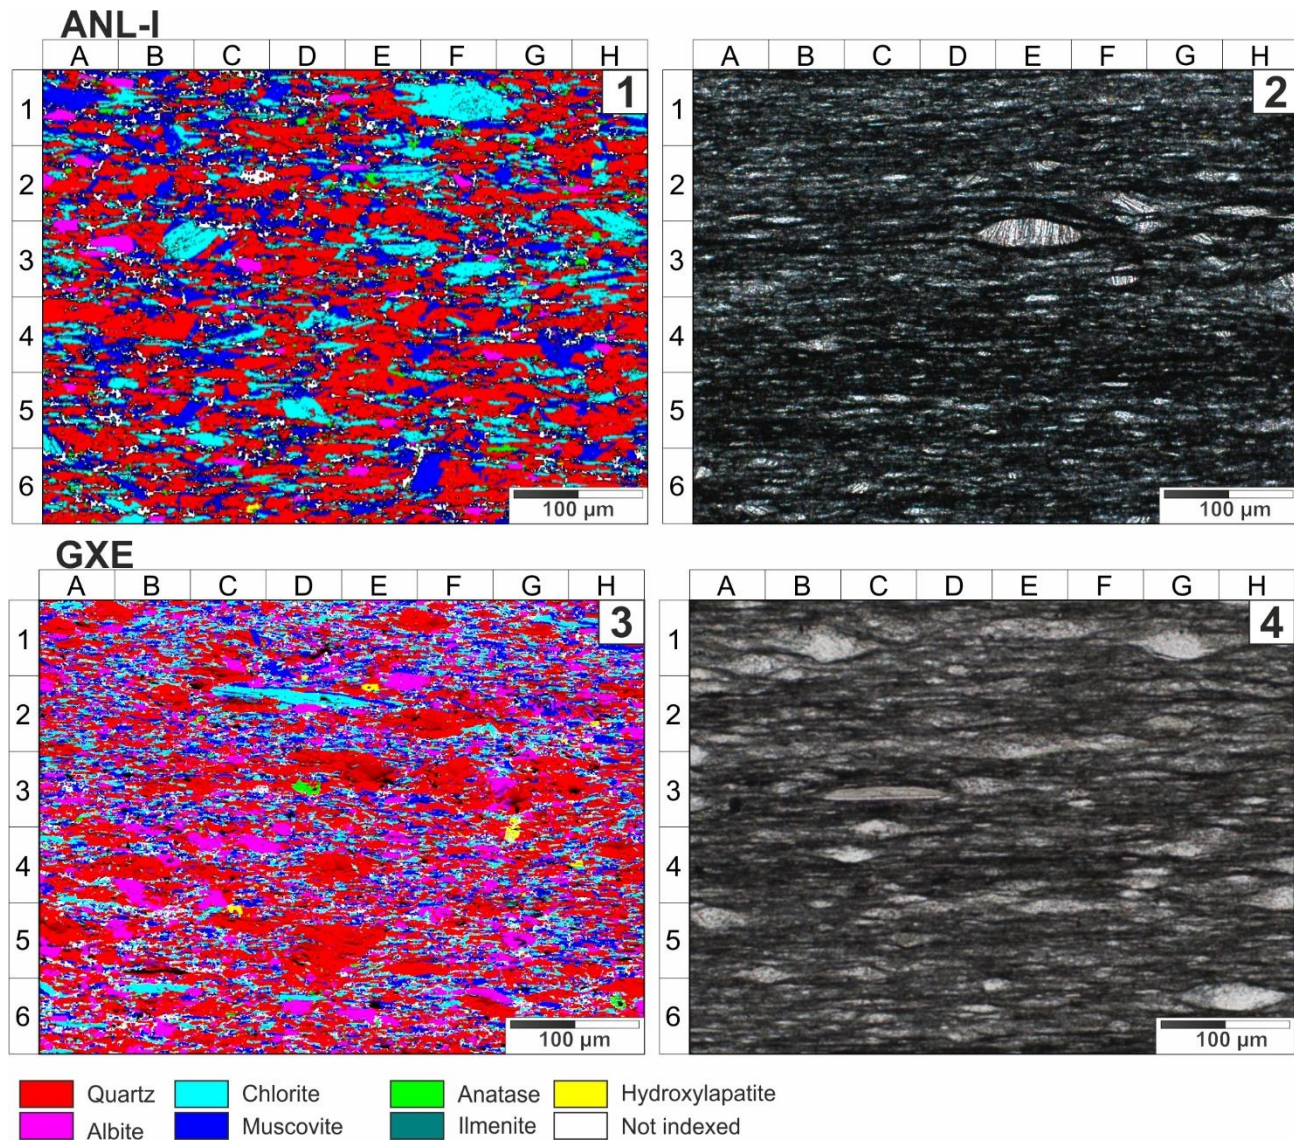 ANL-I
A B C D E F G H
A B C D E F G H
1
2
3
4
5
6
1
100 µm
1
2
3
4
5
6
2
100 µm
GXE
A B C D E F G H
A B C D E F G H
1
2
3
4
5
6
3
100 µm
1
2
3
4
5
6
4
100 µm
Quartz Chlorite Anatase Hydroxylapatite
Albite Muscovite Ilmenite Not indexed